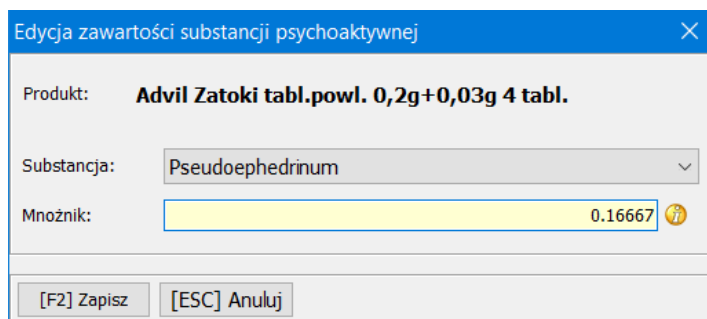 Edycja zawartości substancji psychoaktywnej
Produkt: Advil Zatoki tabl.powl. 0,2g+0,03g 4 tabl.
Substancja: Pseudoephedrinum
Mnożnik: 0.16667
[F2] Zapisz [ESC] Anuluj